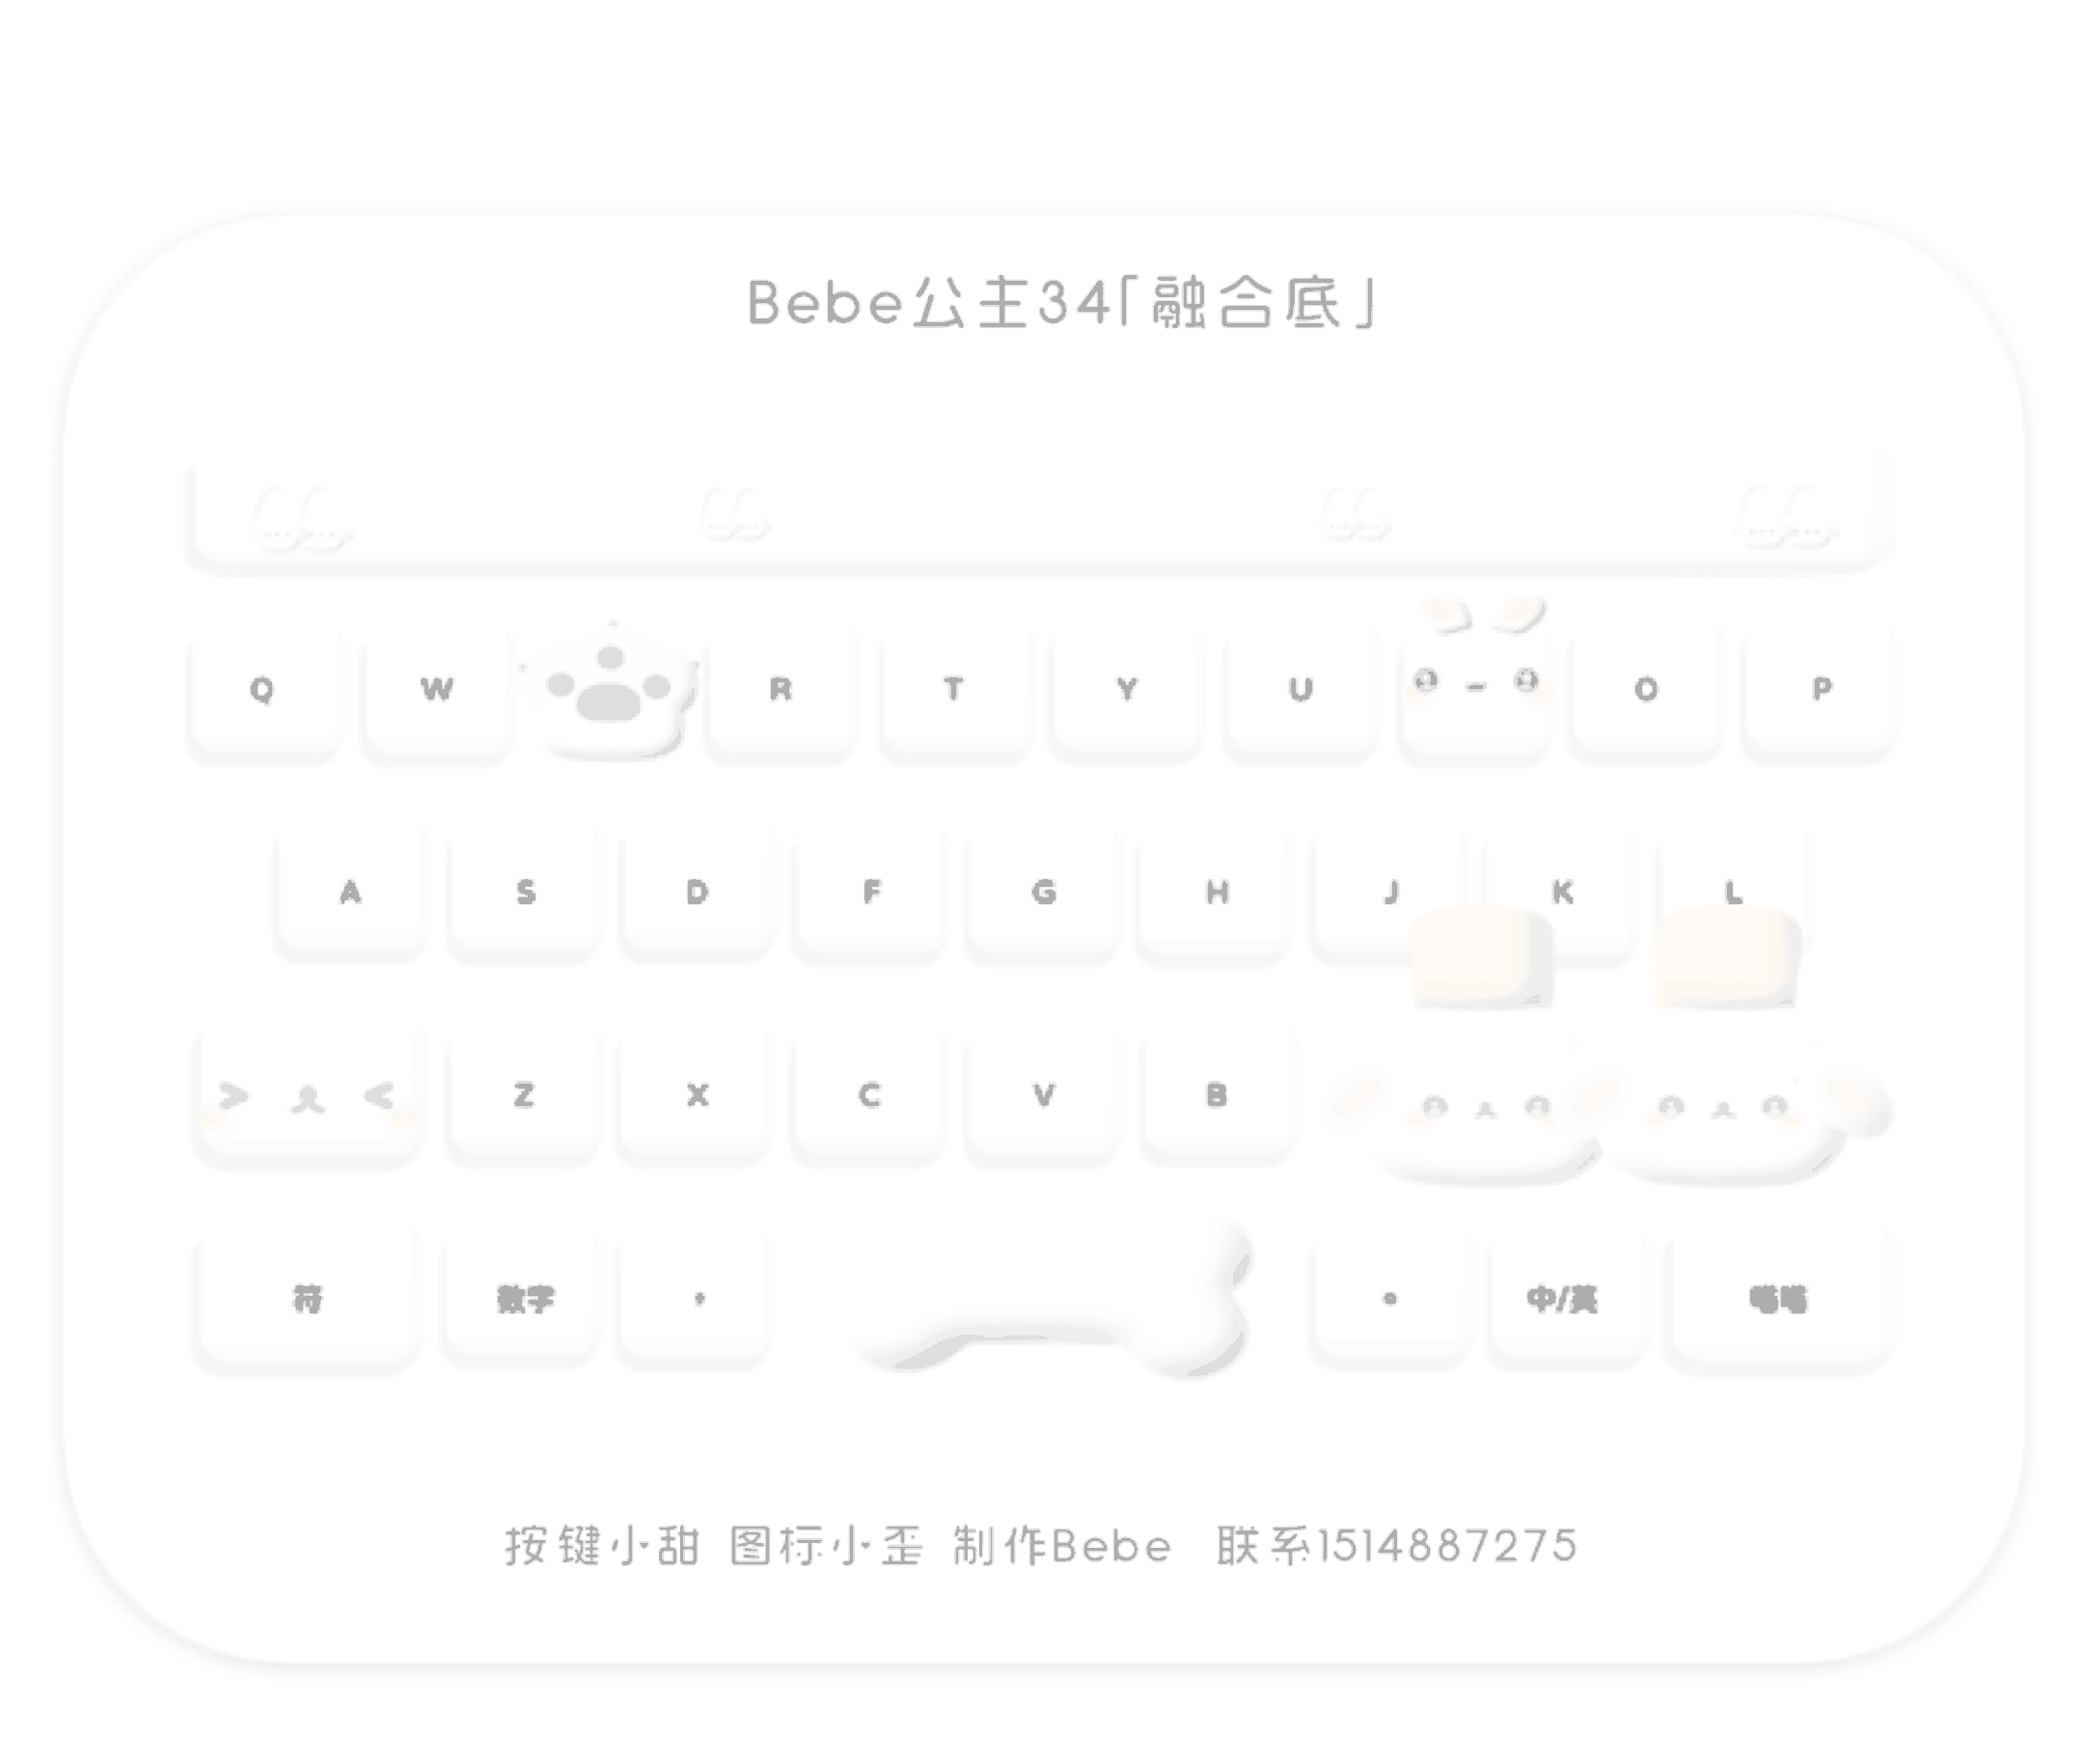 Bebe公主34「融合底」
Q W R T Y U O P
A S D F G H J K L
Z X C V B
符 数字 , 。 中/英 嗒嗒
按键小甜 图标小歪 制作Bebe 联系1514887275